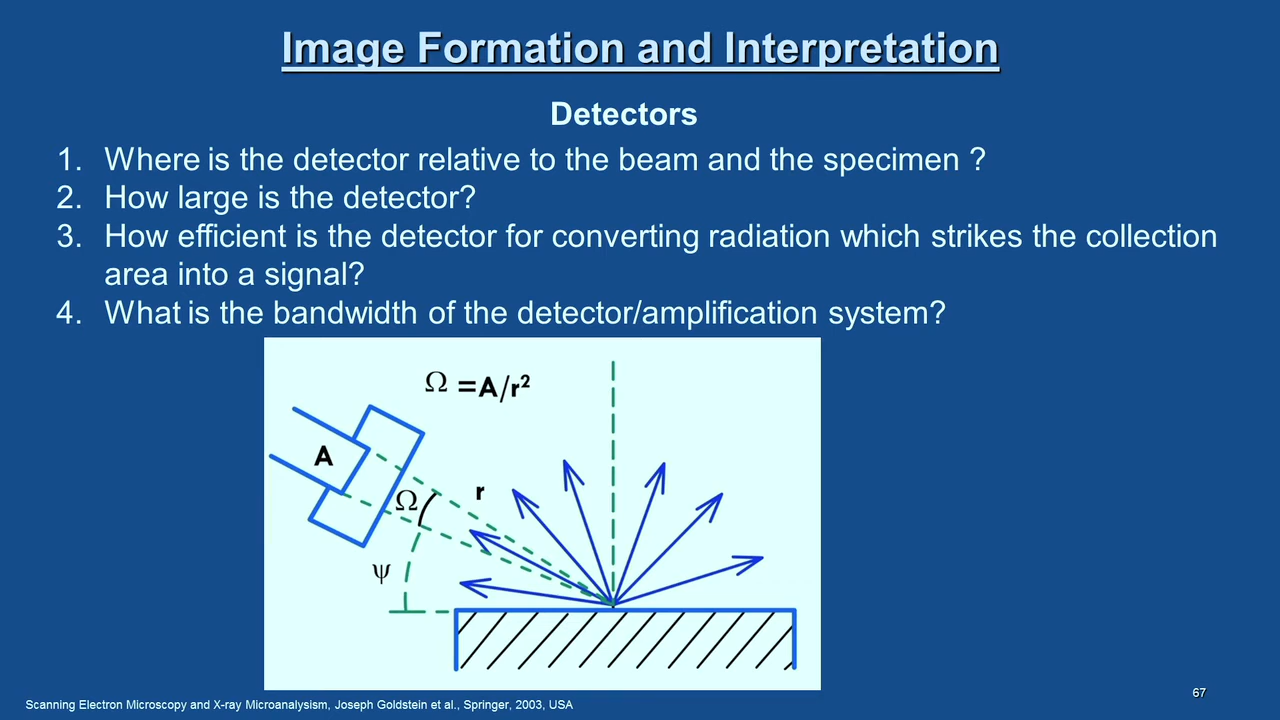 Image Formation and Interpretation
Detectors
1. Where is the detector relative to the beam and the specimen ?
2. How large is the detector?
3. How efficient is the detector for converting radiation which strikes the collection
area into a signal?
4. What is the bandwidth of the detector/amplification system?
Ω =A/r²
A
Ω
r
ψ
67
Scanning Electron Microscopy and X-ray Microanalysism, Joseph Goldstein et al., Springer, 2003, USA